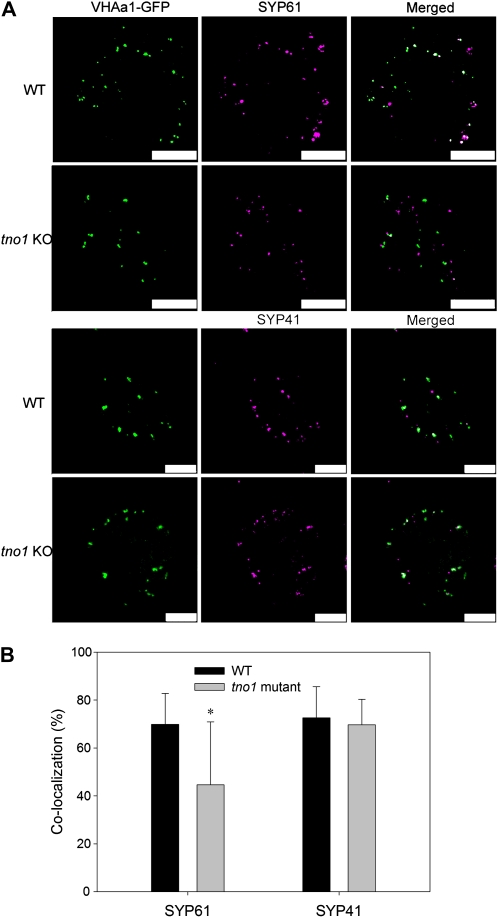 A
VHAa1-GFP SYP61 Merged
WT
tno1 KO
SYP41 Merged
WT
tno1 KO
B
100
80
60
40
20
0
Co-localization (%)
WT
tno1 mutant
*
SYP61 SYP41